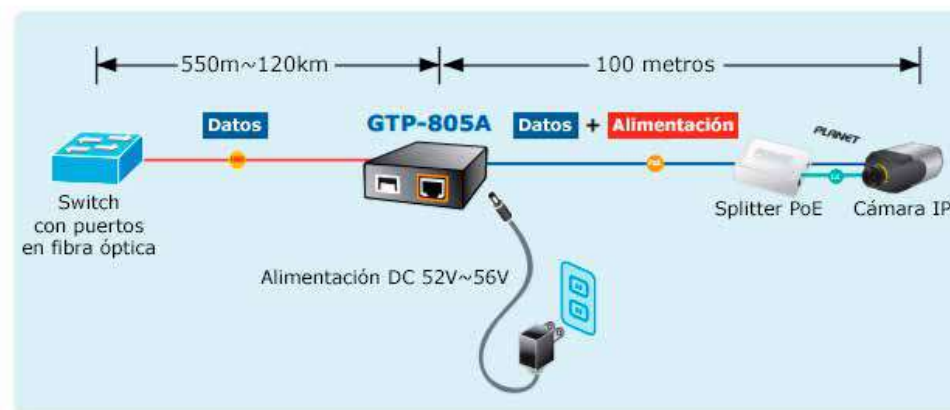 550m~120km
100 metros
Datos
GTP-805A
Datos + Alimentación
PLANET
Switch
con puertos
en fibra óptica
Splitter PoE
Cámara IP
Alimentación DC 52V~56V